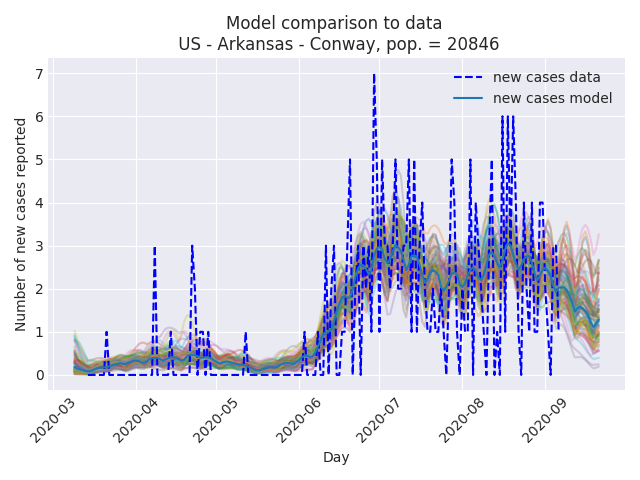 Model comparison to data
US - Arkansas - Conway, pop. = 20846
new cases data
new cases model
Number of new cases reported
7
6
5
4
3
2
1
0
2020-03
2020-04
2020-05
2020-06
2020-07
2020-08
2020-09
Day